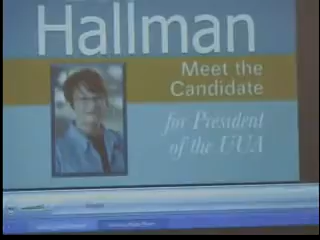 Hallman
Meet the
Candidate
for President
of the UUA